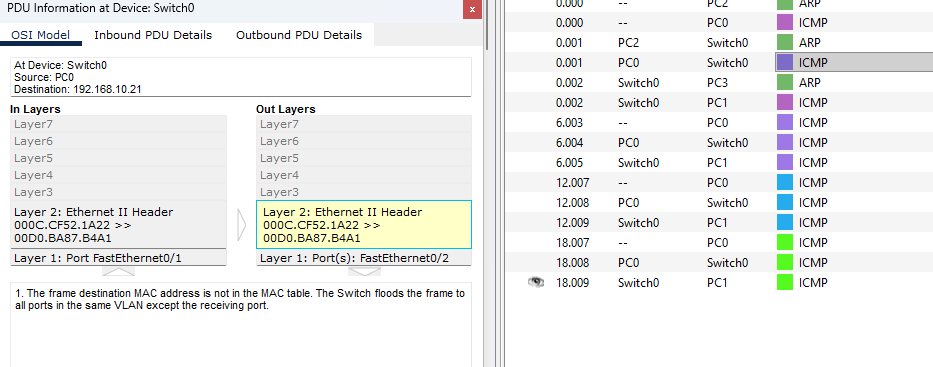 PDU Information at Device: Switch0
x
OSI Model Inbound PDU Details Outbound PDU Details
At Device: Switch0
Source: PC0
Destination: 192.168.10.21
In Layers
Layer7
Layer6
Layer5
Layer4
Layer3
Layer 2: Ethernet II Header
000C.CF52.1A22 >>
00D0.BA87.B4A1
Layer 1: Port FastEthernet0/1
Out Layers
Layer7
Layer6
Layer5
Layer4
Layer3
Layer 2: Ethernet II Header
000C.CF52.1A22 >>
00D0.BA87.B4A1
Layer 1: Port(s): FastEthernet0/2
1. The frame destination MAC address is not in the MAC table. The Switch floods the frame to
all ports in the same VLAN except the receiving port.
0.000 -- PC2 ARP
0.000 -- PC0 ICMP
0.001 PC2 Switch0 ARP
0.001 PC0 Switch0 ICMP
0.002 Switch0 PC3 ARP
0.002 Switch0 PC1 ICMP
6.003 -- PC0 ICMP
6.004 PC0 Switch0 ICMP
6.005 Switch0 PC1 ICMP
12.007 -- PC0 ICMP
12.008 PC0 Switch0 ICMP
12.009 Switch0 PC1 ICMP
18.007 -- PC0 ICMP
18.008 PC0 Switch0 ICMP
18.009 Switch0 PC1 ICMP